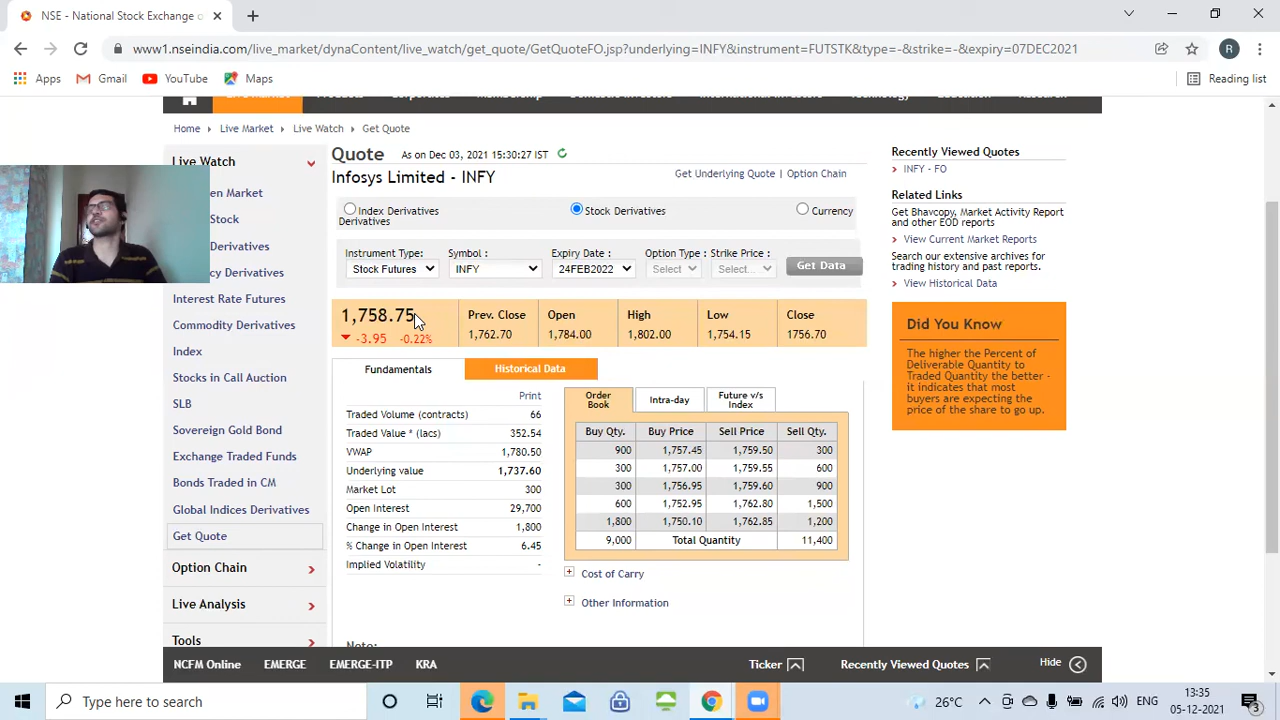 NSE - National Stock Exchange o
www1.nseindia.com/live_market/dynaContent/live_watch/get_quote/GetQuoteFO.jsp?underlying=INFY&instrument=FUTSTK&type=-&strike=-&expiry=07DEC2021
R
Apps Gmail YouTube Maps Reading list
Home Live Market Live Watch Get Quote
Live Watch
en Market
Stock
Derivatives
cy Derivatives
Interest Rate Futures
Commodity Derivatives
Index
Stocks in Call Auction
SLB
Sovereign Gold Bond
Exchange Traded Funds
Bonds Traded in CM
Global Indices Derivatives
Get Quote
Option Chain
Live Analysis
Tools
Quote As on Dec 03, 2021 15:30:27 IST
Infosys Limited - INFY
Get Underlying Quote | Option Chain
Index Derivatives Stock Derivatives Currency
Derivatives
Instrument Type: Symbol : Expiry Date : Option Type : Strike Price :
Stock Futures INFY 24FEB2022 Select Select... Get Data
1,758.75 Prev. Close Open High Low Close
-3.95 -0.22% 1,762.70 1,784.00 1,802.00 1,754.15 1756.70
Fundamentals Historical Data
Print
Traded Volume (contracts) 66
Traded Value * (lacs) 352.54
VWAP 1,780.50
Underlying value 1,737.60
Market Lot 300
Open Interest 29,700
Change in Open Interest 1,800
% Change in Open Interest 6.45
Implied Volatility -
Order Book Intra-day Future v/s Index
Buy Qty. Buy Price Sell Price Sell Qty.
900 1,757.45 1,759.50 300
300 1,757.00 1,759.55 600
300 1,756.95 1,759.60 900
600 1,752.95 1,762.80 1,500
1,800 1,750.10 1,762.85 1,200
9,000 Total Quantity 11,400
Cost of Carry
Other Information
Note:
Recently Viewed Quotes
INFY - FO
Related Links
Get Bhavcopy, Market Activity Report
and other EOD reports
View Current Market Reports
Search our extensive archives for
trading history and past reports.
View Historical Data
Did You Know
The higher the Percent of
Deliverable Quantity to
Traded Quantity the better -
it indicates that most
buyers are expecting the
price of the share to go up.
NCFM Online EMERGE EMERGE-ITP KRA Ticker Recently Viewed Quotes Hide
Type here to search
26°C ENG 13:35
05-12-2021
3